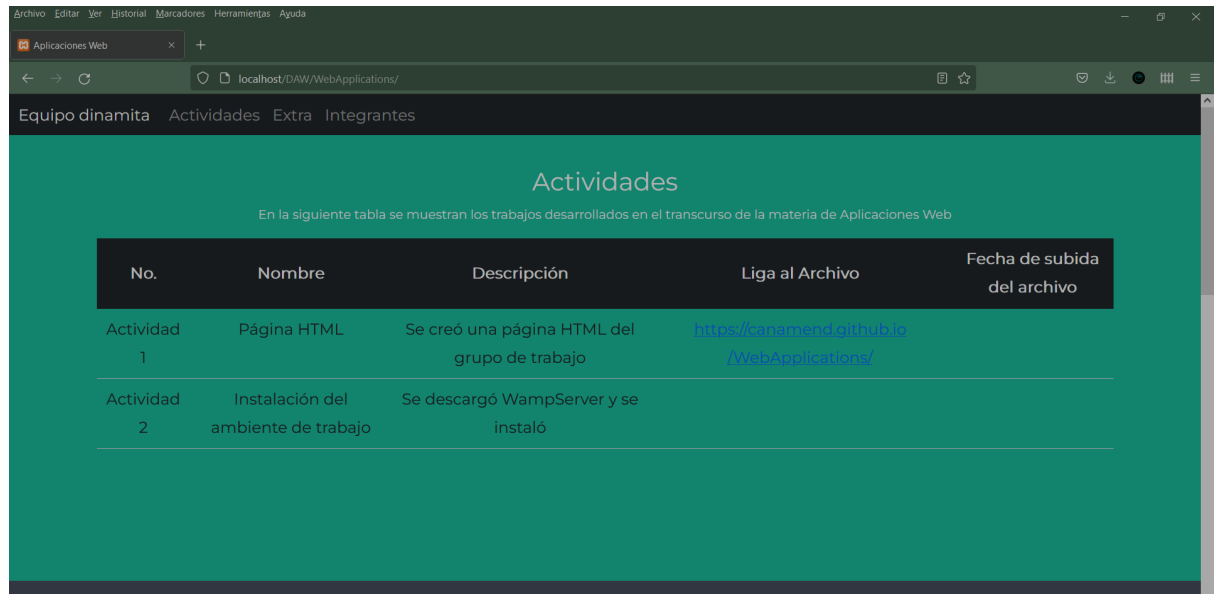 Archivo Editar Ver Historial Marcadores Herramientas Ayuda
Aplicaciones Web
localhost/DAW/WebApplications/
Equipo dinamita Actividades Extra Integrantes
Actividades
En la siguiente tabla se muestran los trabajos desarrollados en el transcurso de la materia de Aplicaciones Web
No. Nombre Descripción Liga al Archivo Fecha de subida
del archivo
Actividad Página HTML Se creó una página HTML del https://canamend.github.io
1 grupo de trabajo /WebApplications/
Actividad Instalación del Se descargó WampServer y se
2 ambiente de trabajo instaló